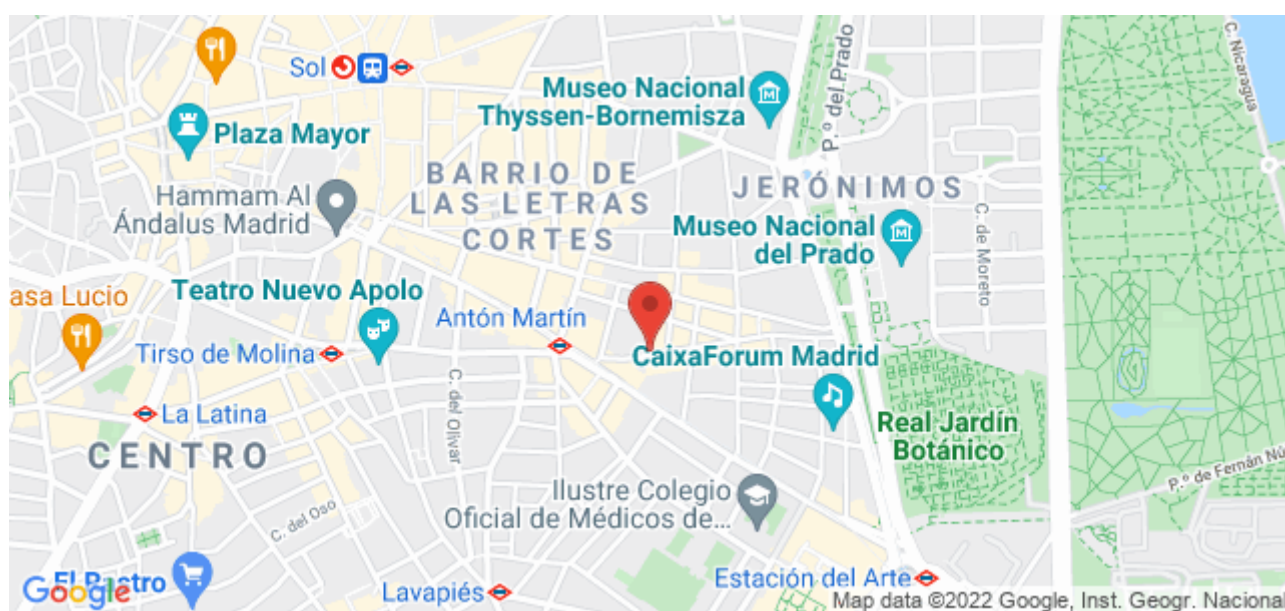 C. Nicaragua
Sol
Museo Nacional
Thyssen-Bornemisza
P.º del Prado
Plaza Mayor
BARRIO DE
LAS LETRAS
CORTES
JERÓNIMOS
Hammam Al
Ándalus Madrid
Museo Nacional
del Prado
C. de Moreto
asa Lucio
Teatro Nuevo Apolo
Antón Martín
Tirso de Molina
CaixaForum Madrid
La Latina
C. del Olivar
Real Jardín
Botánico
CENTRO
P.º de Fernán Nú
Ilustre Colegio
Oficial de Médicos de...
C. del Oso
El Rastro
Google
Lavapiés
Estación del Arte
Map data ©2022 Google, Inst. Geogr. Naciona